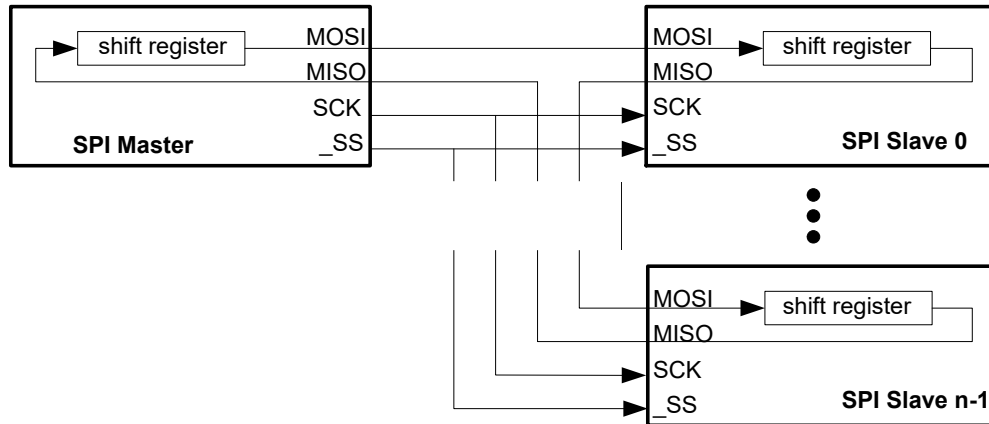 shift register MOSI
MISO
SCK
_SS
SPI Master
MOSI shift register
MISO
SCK
_SS
SPI Slave 0
MOSI shift register
MISO
SCK
_SS
SPI Slave n-1